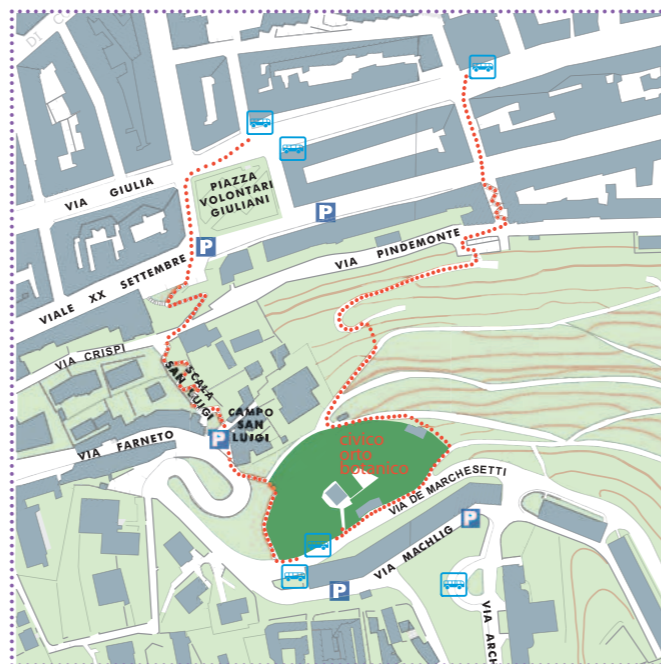 DI C
VIA GIULIA
PIAZZA
VOLONTARI
GIULIANI
P
P
VIALE XX SETTEMBRE
VIA PINDEMONTE
VIA CRISPI
SCALA
SAN LUIGI
CAMPO
SAN
LUIGI
P
VIA FARNETO
civico
orto
botanico
VIA DE MARCHESETTI
P
VIA MACHLIG
P
VIA ARCH